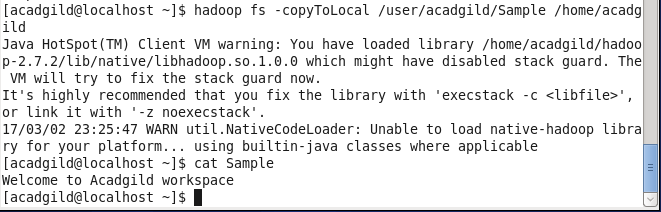 [acadgild@localhost ~]$ hadoop fs -copyToLocal /user/acadgild/Sample /home/acadg
ild
Java HotSpot(TM) Client VM warning: You have loaded library /home/acadgild/hadoo
p-2.7.2/lib/native/libhadoop.so.1.0.0 which might have disabled stack guard. The
 VM will try to fix the stack guard now.
It's highly recommended that you fix the library with 'execstack -c <libfile>',
or link it with '-z noexecstack'.
17/03/02 23:25:47 WARN util.NativeCodeLoader: Unable to load native-hadoop libra
ry for your platform... using builtin-java classes where applicable
[acadgild@localhost ~]$ cat Sample
Welcome to Acadgild workspace
[acadgild@localhost ~]$